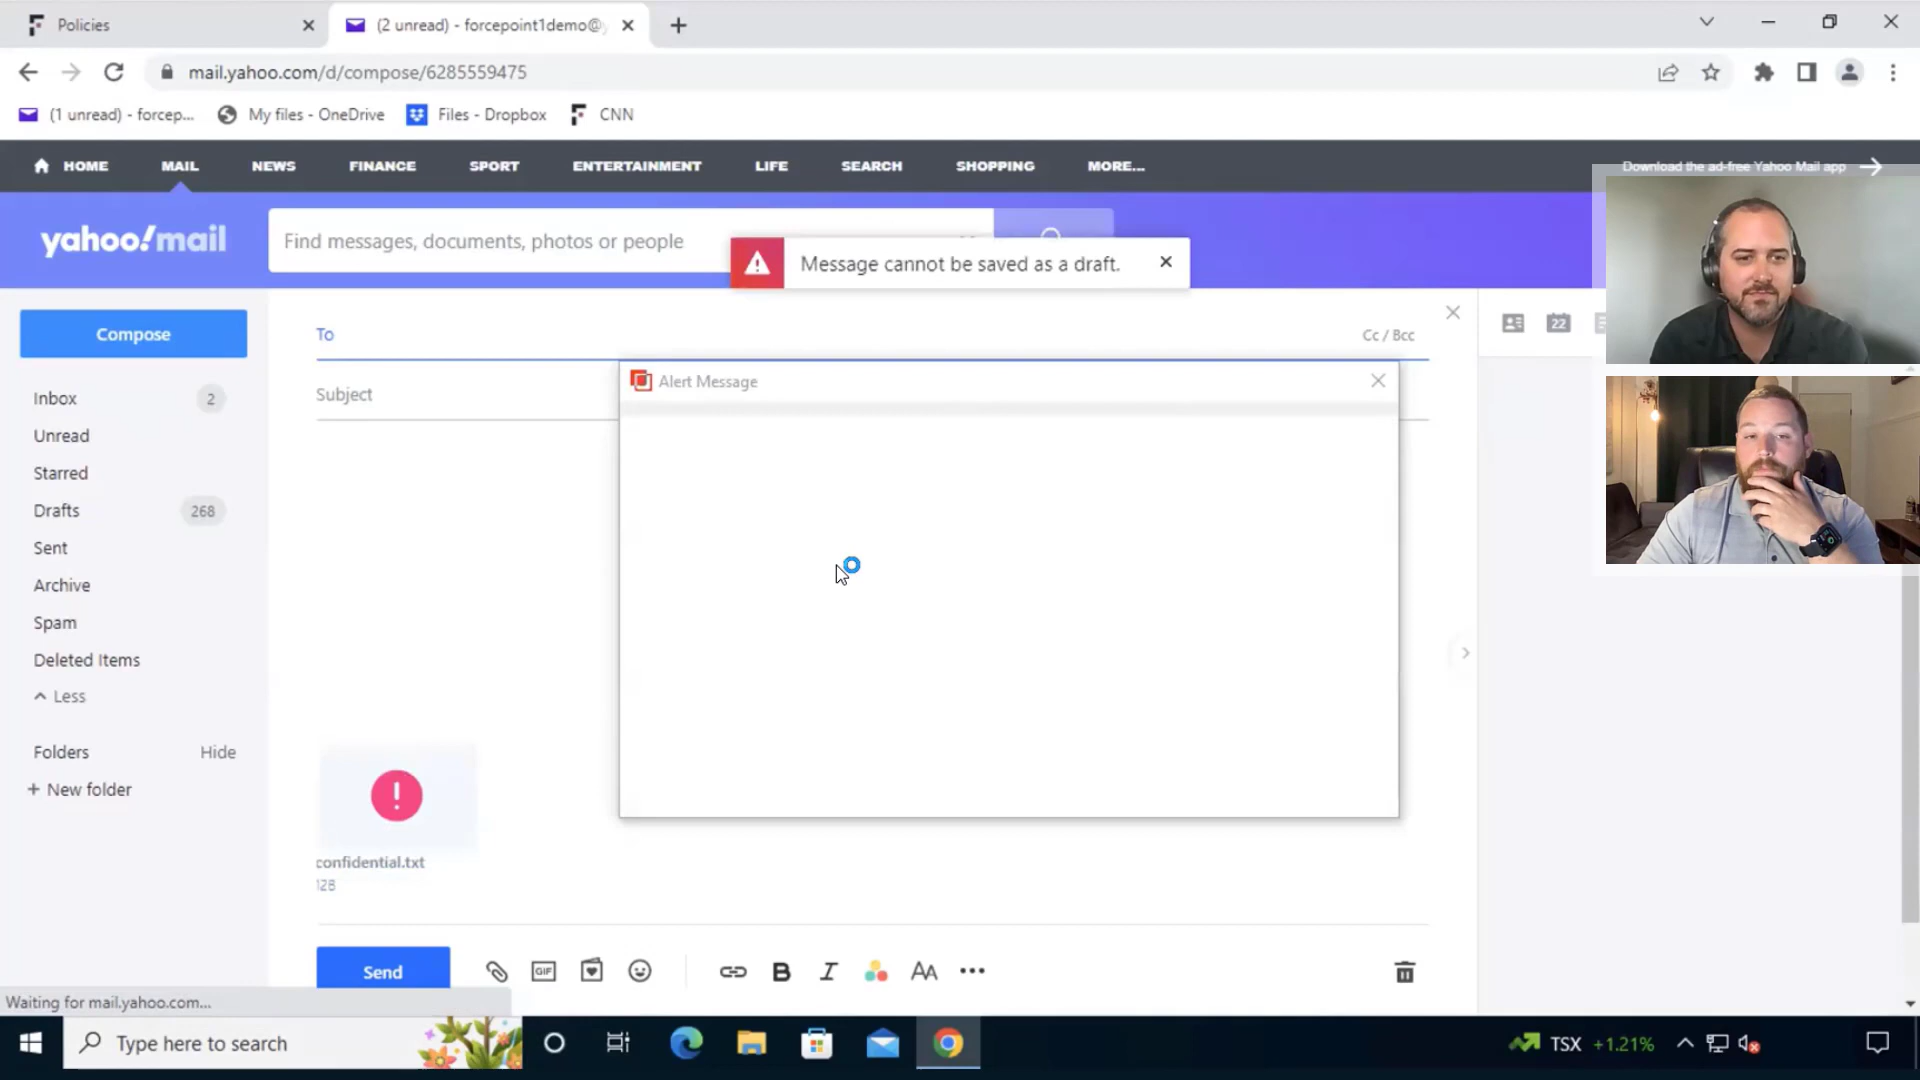 Policies
(2 unread) - forcepoint1demo@
mail.yahoo.com/d/compose/6285559475
(1 unread) - forcep...
My files - OneDrive
Files - Dropbox
CNN
HOME
MAIL
NEWS
FINANCE
SPORT
ENTERTAINMENT
LIFE
SEARCH
SHOPPING
MORE...
Download the ad-free Yahoo Mail app
yahoo!mail
Find messages, documents, photos or people
Message cannot be saved as a draft.
Compose
To
Cc / Bcc
22
Subject
Alert Message
Inbox
2
Unread
Starred
Drafts
268
Sent
Archive
Spam
Deleted Items
Less
Folders
Hide
+ New folder
confidential.txt
12B
Send
GIF
B
I
AA
Waiting for mail.yahoo.com...
Type here to search
TSX +1.21%